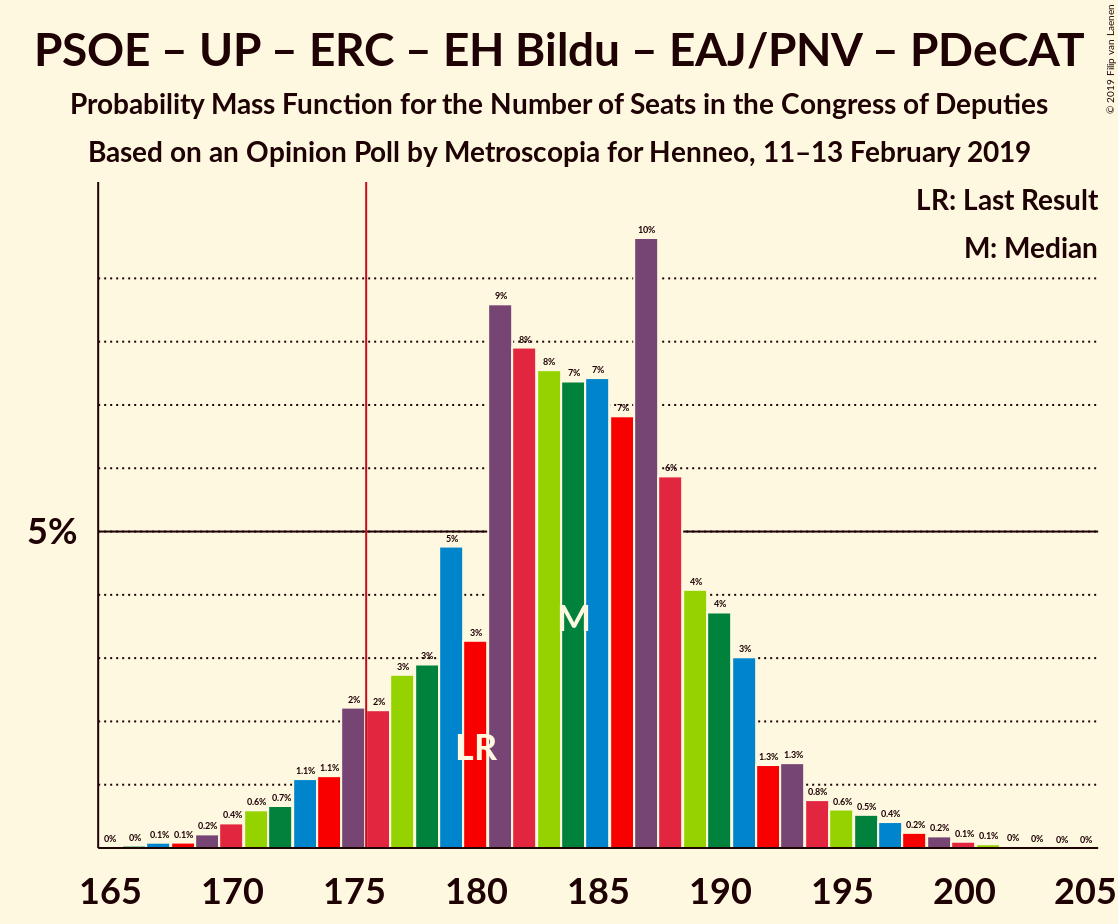 PSOE – UP – ERC – EH Bildu – EAJ/PNV – PDeCAT
Probability Mass Function for the Number of Seats in the Congress of Deputies
Based on an Opinion Poll by Metroscopia for Henneo, 11–13 February 2019
© 2019 Filip van Laenen
LR: Last Result
M: Median
5%
0% 0% 0.1% 0.1% 0.2% 0.4% 0.6% 0.7% 1.1% 1.1% 2% 2% 3% 3% 5% 3% 9% 8% 8% 7% 7% 7% 10% 6% 4% 4% 3% 1.3% 1.3% 0.8% 0.6% 0.5% 0.4% 0.2% 0.2% 0.1% 0.1% 0% 0% 0% 0%
M
LR
165 170 175 180 185 190 195 200 205